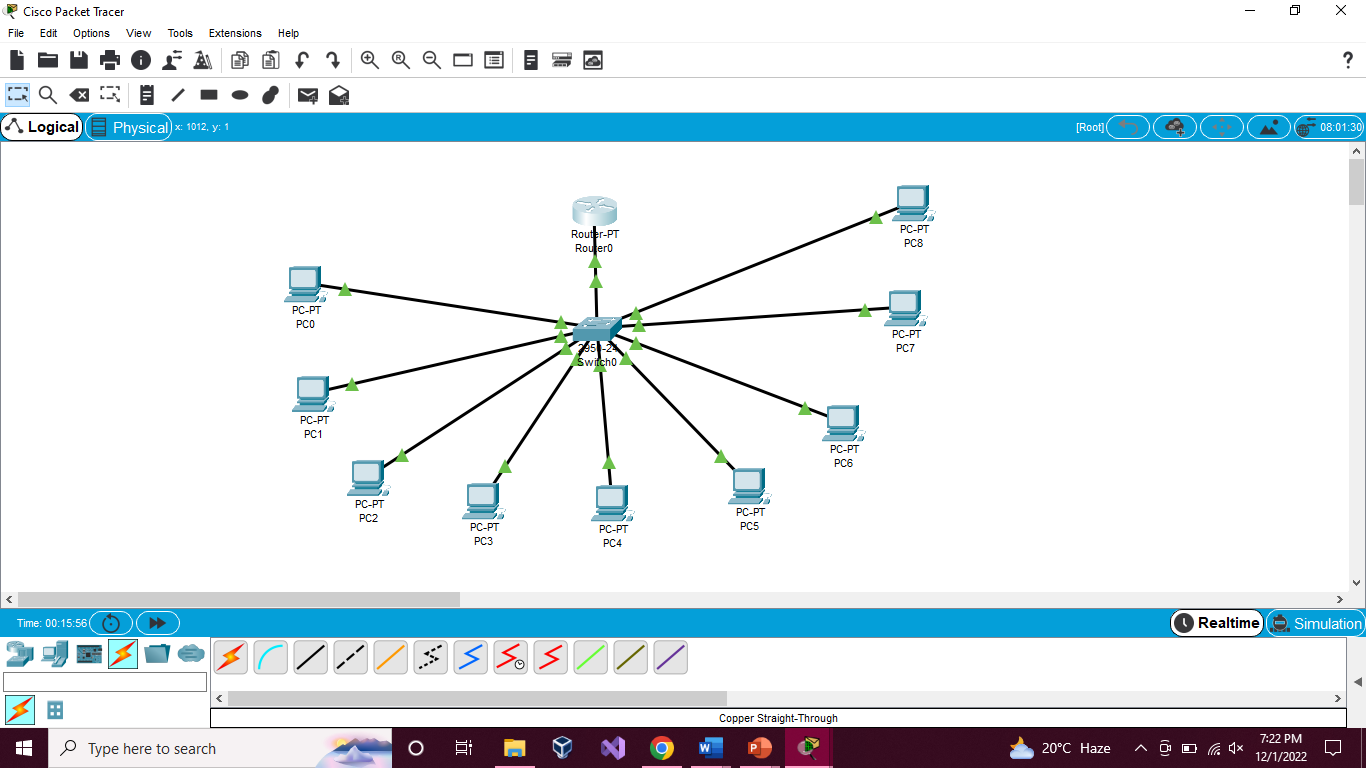 Cisco Packet Tracer
File Edit Options View Tools Extensions Help
?
Logical Physical x: 1012, y: 1 [Root] 08:01:30
PC-PT
PC8
Router-PT
Router0
PC-PT
PC0
PC-PT
PC7
2950-24
Switch0
PC-PT
PC1
PC-PT
PC6
PC-PT
PC2
PC-PT
PC3
PC-PT
PC4
PC-PT
PC5
Time: 00:15:56 Realtime Simulation
Copper Straight-Through
Type here to search 20°C Haze 7:22 PM
12/1/2022